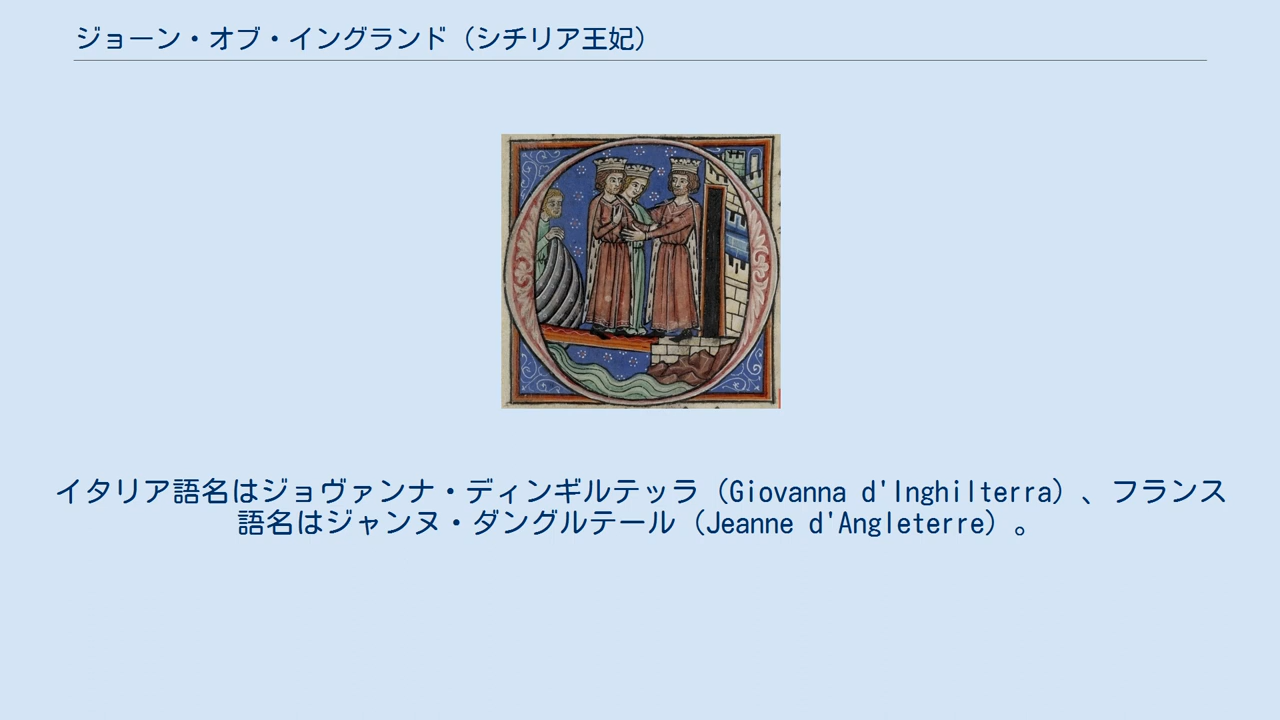 ジョーン・オブ・イングランド（シチリア王妃）
イタリア語名はジョヴァンナ・ディンギルテッラ（Giovanna d'Inghilterra）、フランス
語名はジャンヌ・ダングルテール（Jeanne d'Angleterre）。